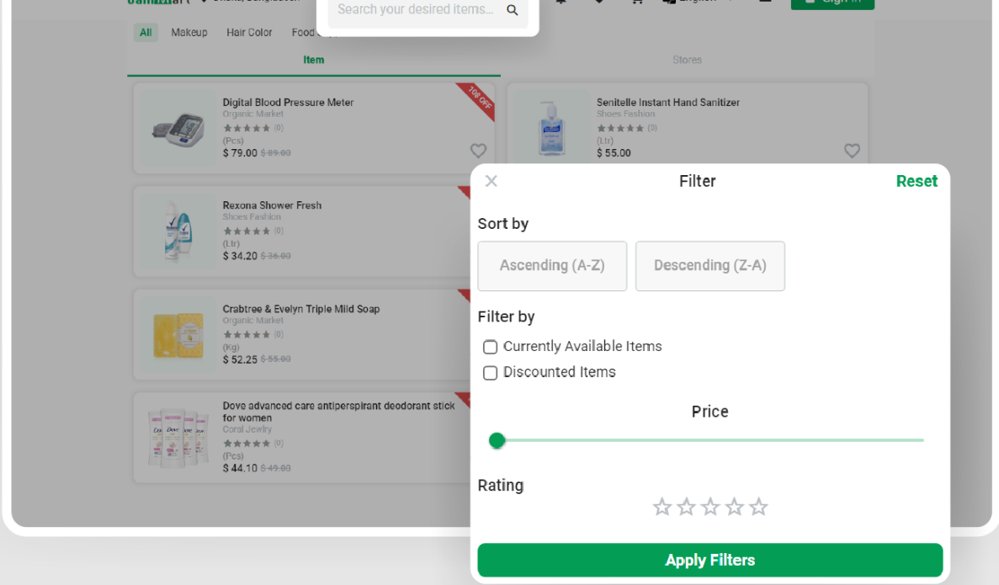 Search your desired items...
All
Makeup
Hair Color
Item
Stores
Digital Blood Pressure Meter
Organic Market
(0)
(Pcs)
$ 79.00 $ 89.00
Senitelle Instant Hand Sanitizer
Shoes Fashion
(0)
(Ltr)
$ 55.00
Rexona Shower Fresh
Shoes Fashion
(0)
(Ltr)
$ 34.20 $ 36.00
Crabtree & Evelyn Triple Mild Soap
Organic Market
(0)
(Kg)
$ 52.25 $ 55.00
Dove advanced care antiperspirant deodorant stick
for women
Coral Jewlry
(0)
(Pcs)
$ 44.10 $ 49.00
Filter
Reset
Sort by
Ascending (A-Z)
Descending (Z-A)
Filter by
Currently Available Items
Discounted Items
Price
Rating
Apply Filters